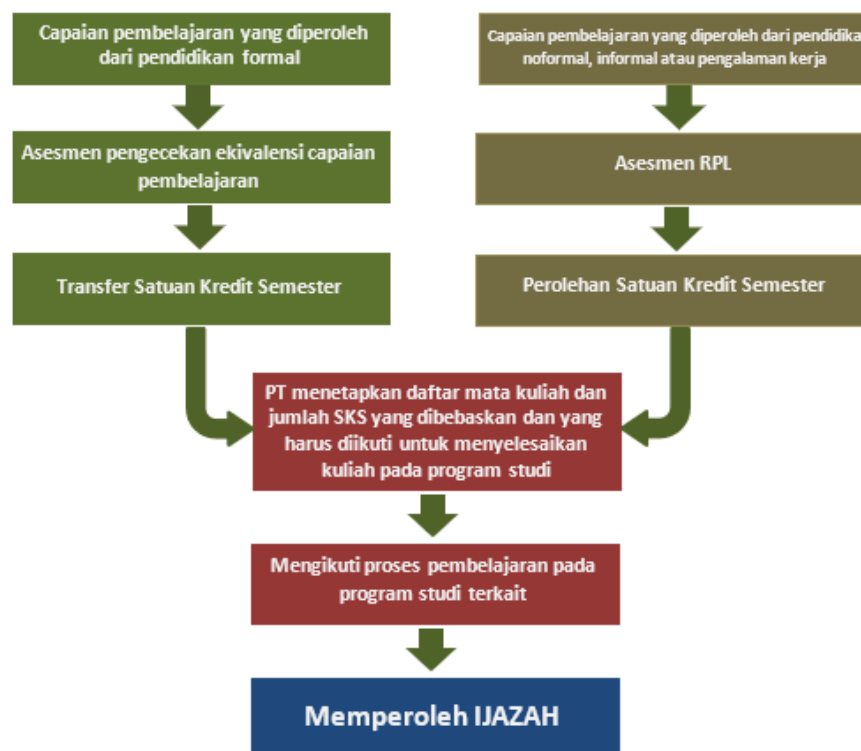 Capaian pembelajaran yang diperoleh
dari pendidikan formal
Capaian pembelajaran yang diperoleh dari pendidika
noformal, informal atau pengalaman kerja
Asesmen pengecekan ekivalensi capaian
pembelajaran
Asesmen RPL
Transfer Satuan Kredit Semester
Perolehan Satuan Kredit Semester
PT menetapkan daftar mata kuliah dan
jumlah SKS yang dibebaskan dan yang
harus diikuti untuk menyelesaikan
kuliah pada program studi
Mengikuti proses pembelajaran pada
program studi terkait
Memperoleh IJAZAH